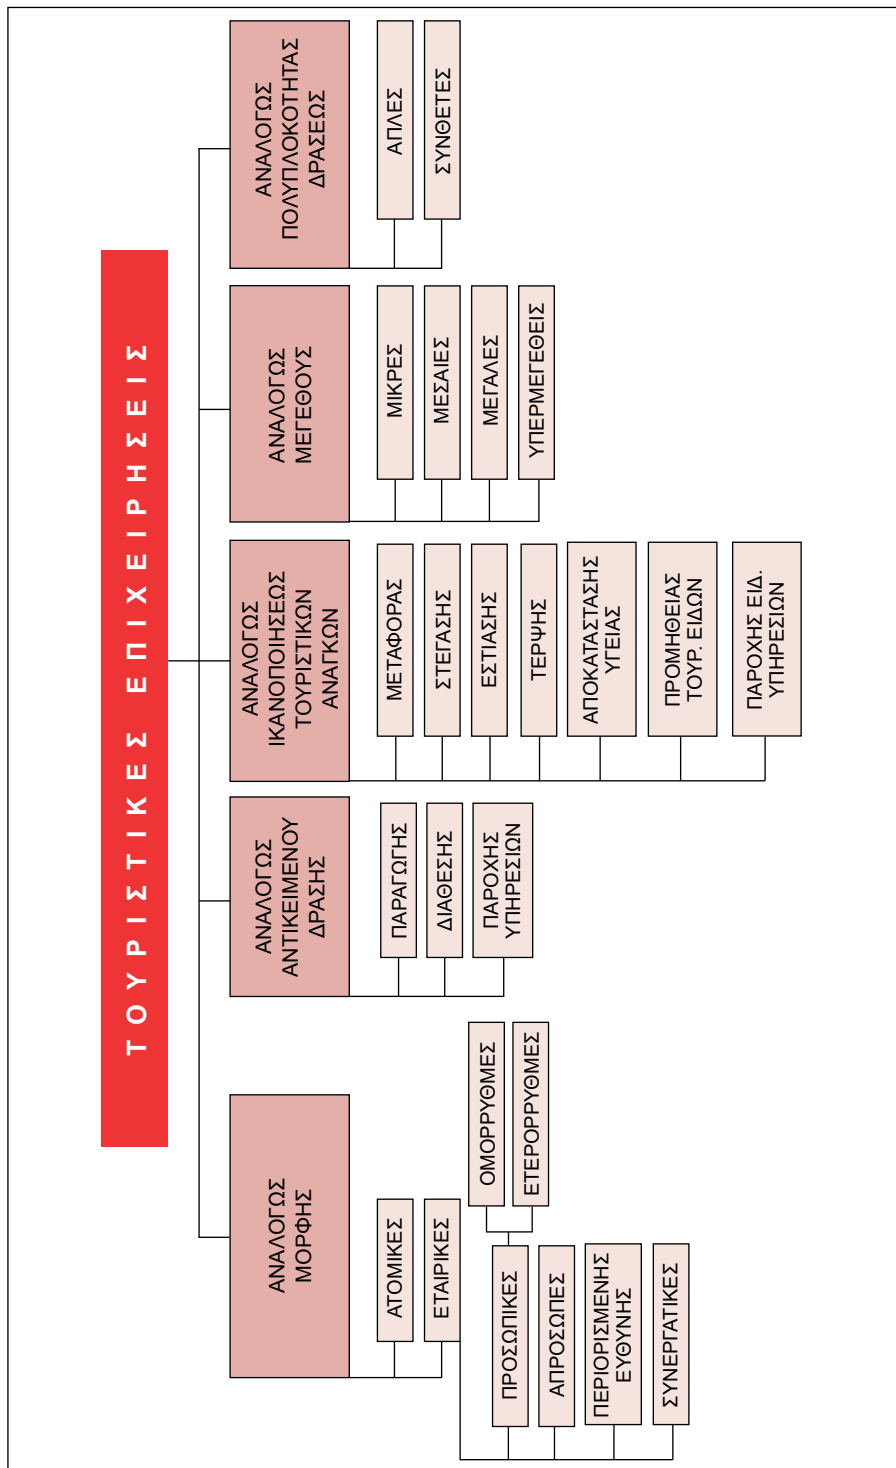 ΤΟΥΡΙΣΤΙΚΕΣ ΕΠΙΧΕΙΡΗΣΕΙΣ
ΑΝΑΛΟΓΩΣ
ΜΟΡΦΗΣ
ΑΤΟΜΙΚΕΣ
ΕΤΑΙΡΙΚΕΣ
ΠΡΟΣΩΠΙΚΕΣ
ΟΜΟΡΡΥΘΜΕΣ
ΕΤΕΡΟΡΡΥΘΜΕΣ
ΑΠΡΟΣΩΠΕΣ
ΠΕΡΙΟΡΙΣΜΕΝΗΣ
ΕΥΘΥΝΗΣ
ΣΥΝΕΡΓΑΤΙΚΕΣ
ΑΝΑΛΟΓΩΣ
ΑΝΤΙΚΕΙΜΕΝΟΥ
ΔΡΑΣΗΣ
ΠΑΡΑΓΩΓΗΣ
ΔΙΑΘΕΣΗΣ
ΠΑΡΟΧΗΣ
ΥΠΗΡΕΣΙΩΝ
ΑΝΑΛΟΓΩΣ
ΙΚΑΝΟΠΟΙΗΣΕΩΣ
ΤΟΥΡΙΣΤΙΚΩΝ
ΑΝΑΓΚΩΝ
ΜΕΤΑΦΟΡΑΣ
ΣΤΕΓΑΣΗΣ
ΕΣΤΙΑΣΗΣ
ΤΕΡΨΗΣ
ΑΠΟΚΑΤΑΣΤΑΣΗΣ
ΥΓΕΙΑΣ
ΠΡΟΜΗΘΕΙΑΣ
ΤΟΥΡ. ΕΙΔΩΝ
ΠΑΡΟΧΗΣ ΕΙΔ.
ΥΠΗΡΕΣΙΩΝ
ΑΝΑΛΟΓΩΣ
ΜΕΓΕΘΟΥΣ
ΜΙΚΡΕΣ
ΜΕΣΑΙΕΣ
ΜΕΓΑΛΕΣ
ΥΠΕΡΜΕΓΕΘΕΙΣ
ΑΝΑΛΟΓΩΣ
ΠΟΛΥΠΛΟΚΟΤΗΤΑΣ
ΔΡΑΣΕΩΣ
ΑΠΛΕΣ
ΣΥΝΘΕΤΕΣ